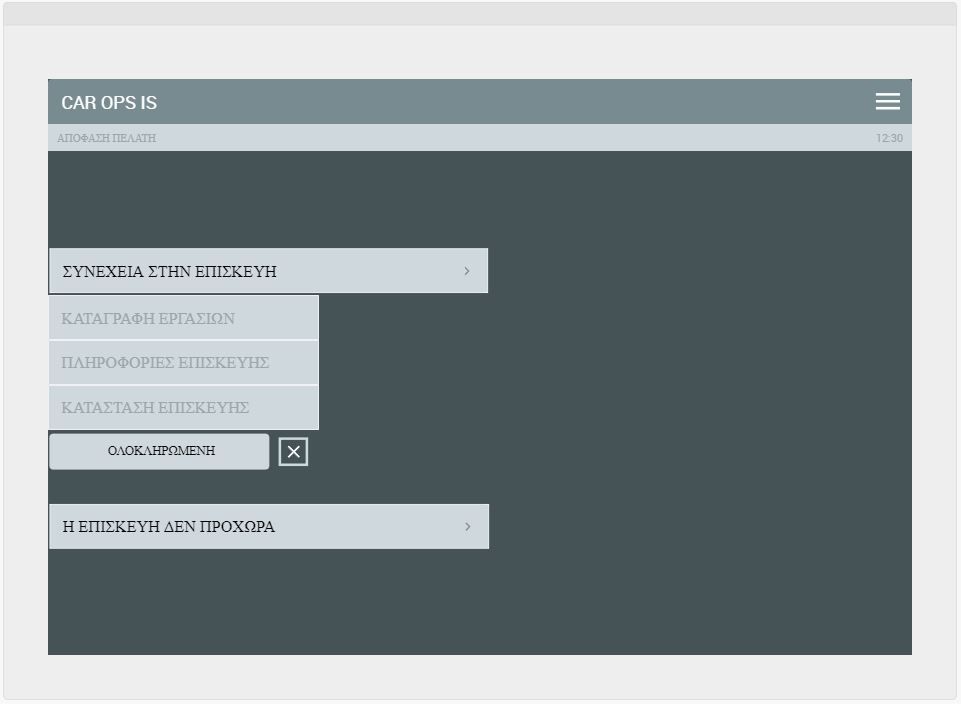 CAR OPS IS
ΑΠΟΦΑΣΗ ΠΕΛΑΤΗ 12:30
ΣΥΝΕΧΕΙΑ ΣΤΗΝ ΕΠΙΣΚΕΥΗ
ΚΑΤΑΓΡΑΦΗ ΕΡΓΑΣΙΩΝ
ΠΛΗΡΟΦΟΡΙΕΣ ΕΠΙΣΚΕΥΗΣ
ΚΑΤΑΣΤΑΣΗ ΕΠΙΣΚΕΥΗΣ
ΟΛΟΚΛΗΡΩΜΕΝΗ
Η ΕΠΙΣΚΕΥΗ ΔΕΝ ΠΡΟΧΩΡΑ